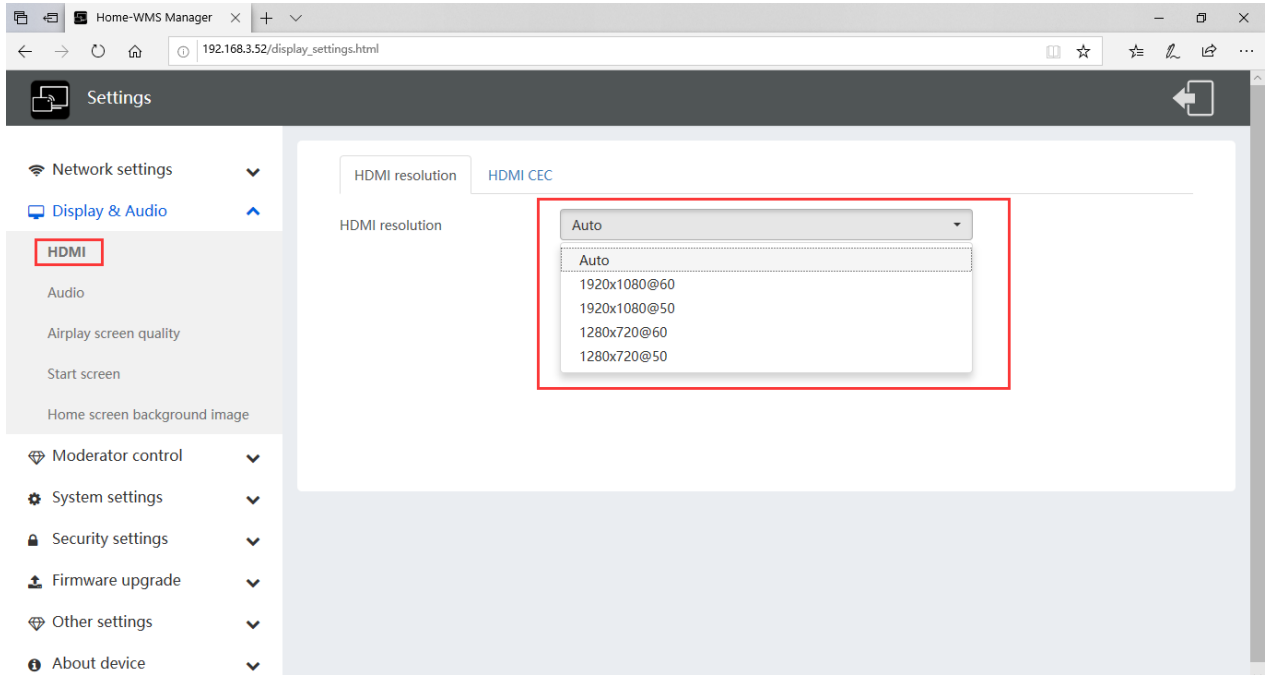 Home-WMS Manager
192.168.3.52/display_settings.html
Settings
Network settings
Display & Audio
HDMI
Audio
Airplay screen quality
Start screen
Home screen background image
Moderator control
System settings
Security settings
Firmware upgrade
Other settings
About device
HDMI resolution
HDMI CEC
HDMI resolution
Auto
Auto
1920x1080@60
1920x1080@50
1280x720@60
1280x720@50